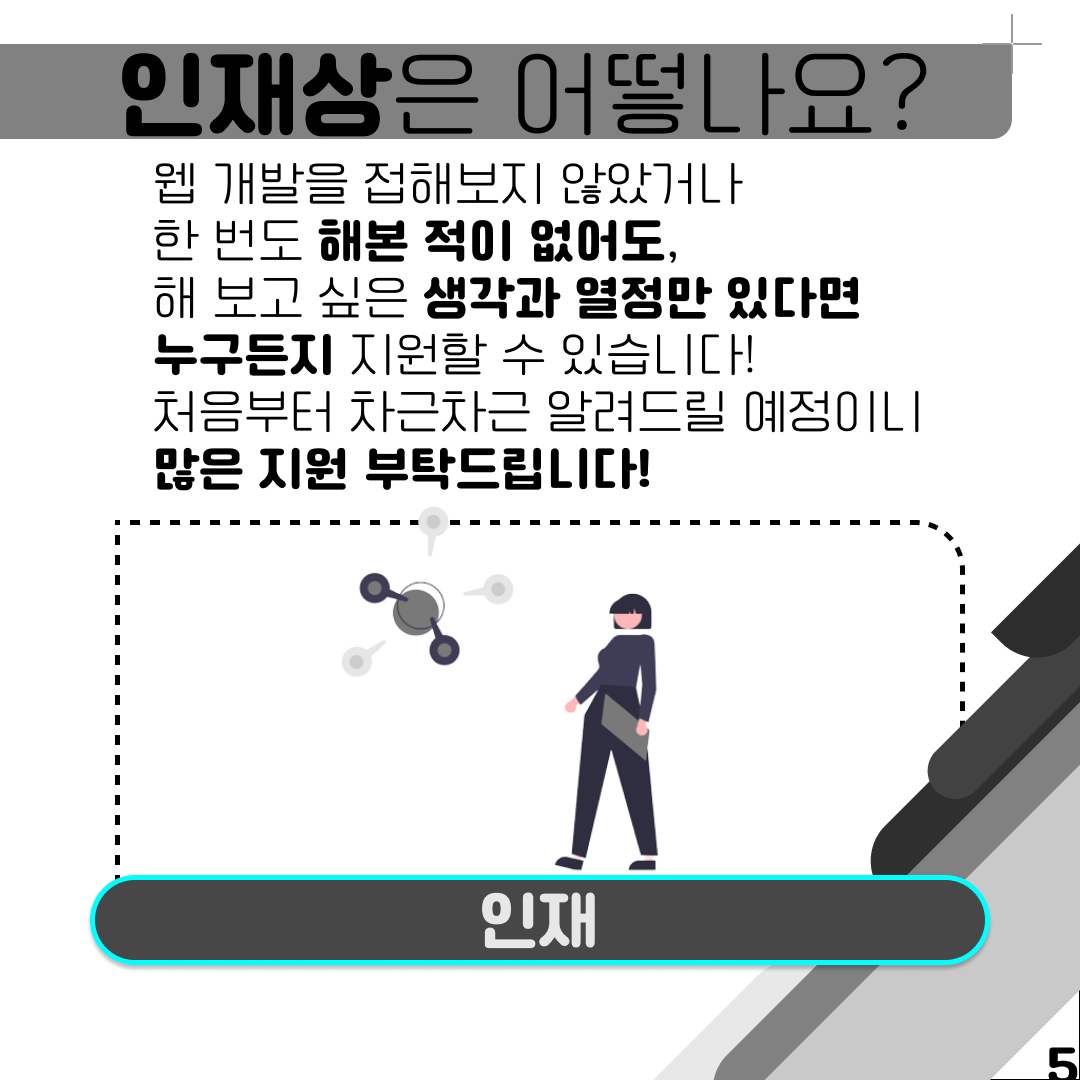 인재상은 어떻나요?
웹 개발을 접해보지 않았거나
한 번도 해본 적이 없어도,
해 보고 싶은 생각과 열정만 있다면
누구든지 지원할 수 있습니다!
처음부터 차근차근 알려드릴 예정이니
많은 지원 부탁드립니다!
인재
5